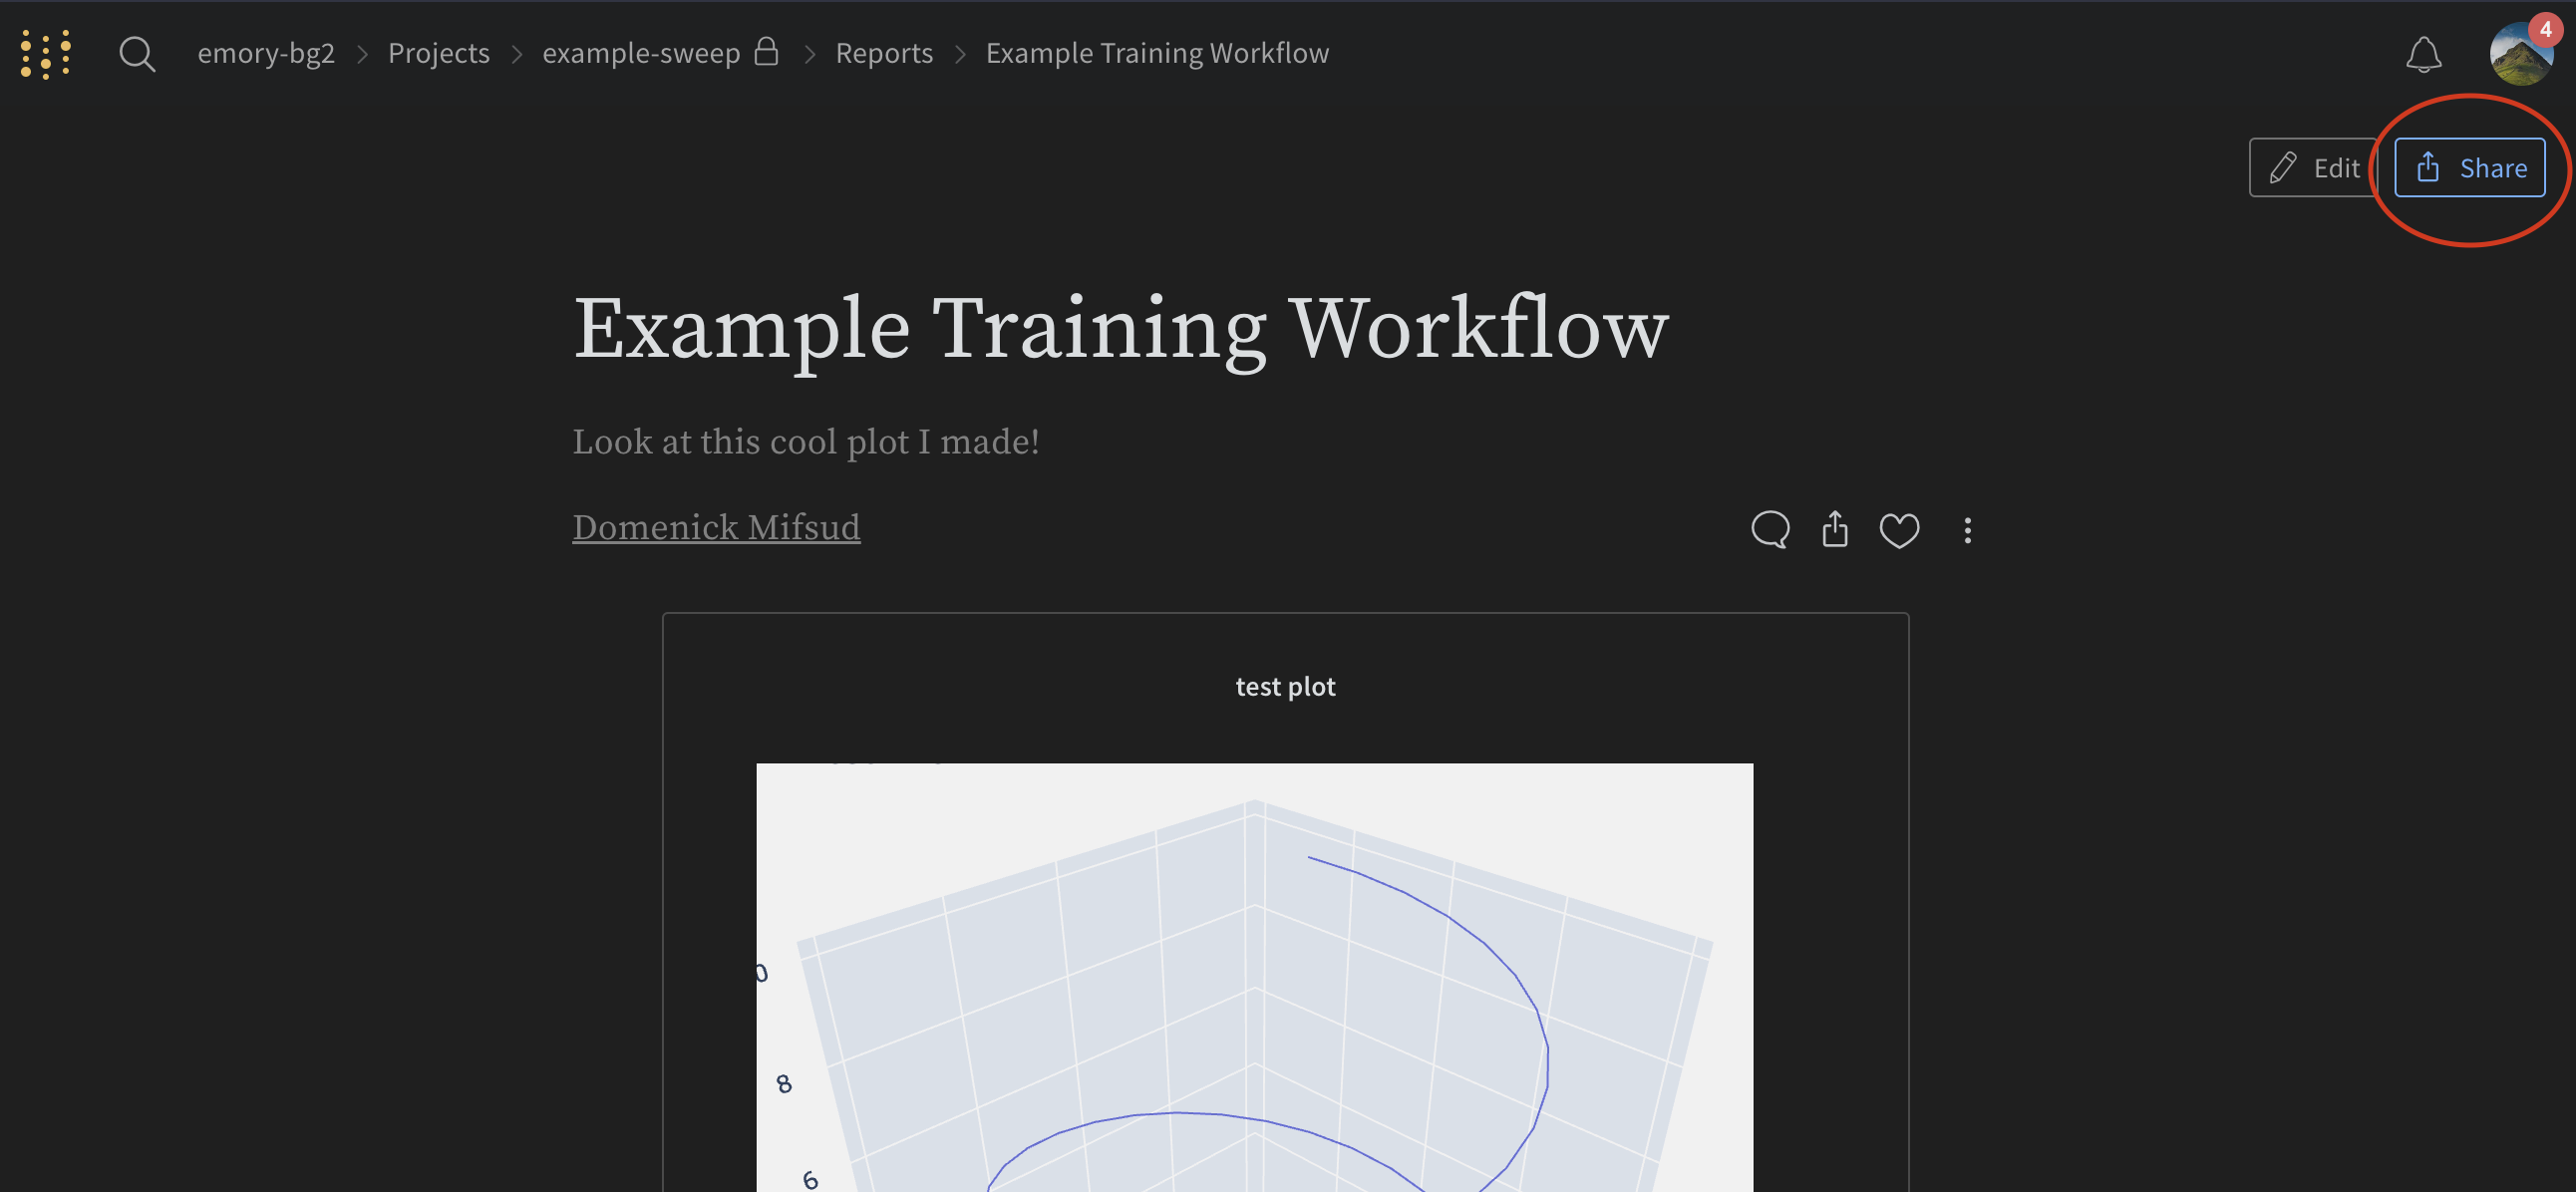 emory-bg2 > Projects > example-sweep > Reports > Example Training Workflow
4
Edit
Share
Example Training Workflow
Look at this cool plot I made!
Domenick Mifsud
test plot
0
8
6